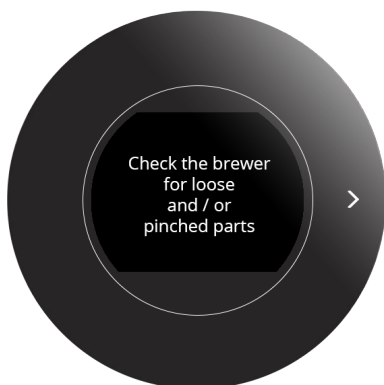 Check the brewer
for loose
and / or
pinched parts